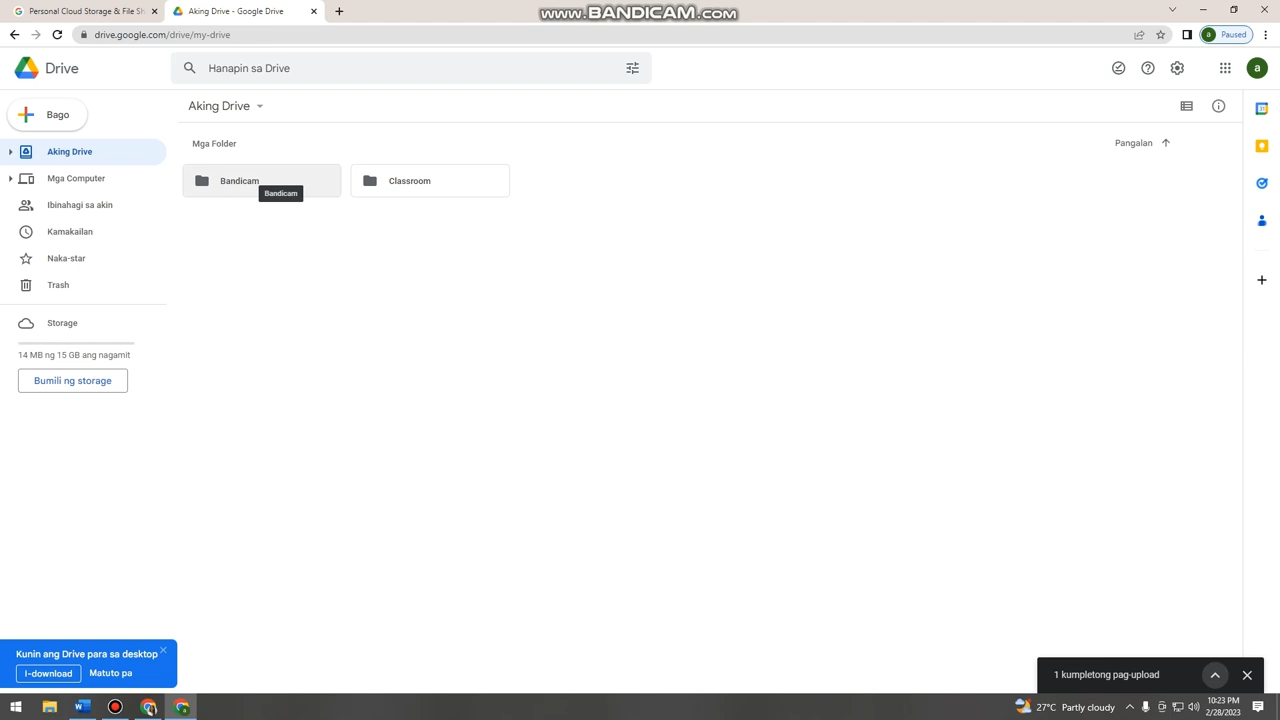 Personal Cloud Storage & File Sh
Aking Drive - Google Drive
www.BANDICAM.com
drive.google.com/drive/my-drive
a
Paused
Drive
Hanapin sa Drive
a
Bago
Aking Drive
Mga Folder
Pangalan
Aking Drive
Mga Computer
Ibinahagi sa akin
Kamakailan
Naka-star
Trash
Storage
14 MB ng 15 GB ang nagamit
Bumili ng storage
Bandicam
Classroom
Bandicam
31
Kunin ang Drive para sa desktop
I-download
Matuto pa
1 kumpletong pag-upload
27°C Partly cloudy
10:23 PM
2/28/2023